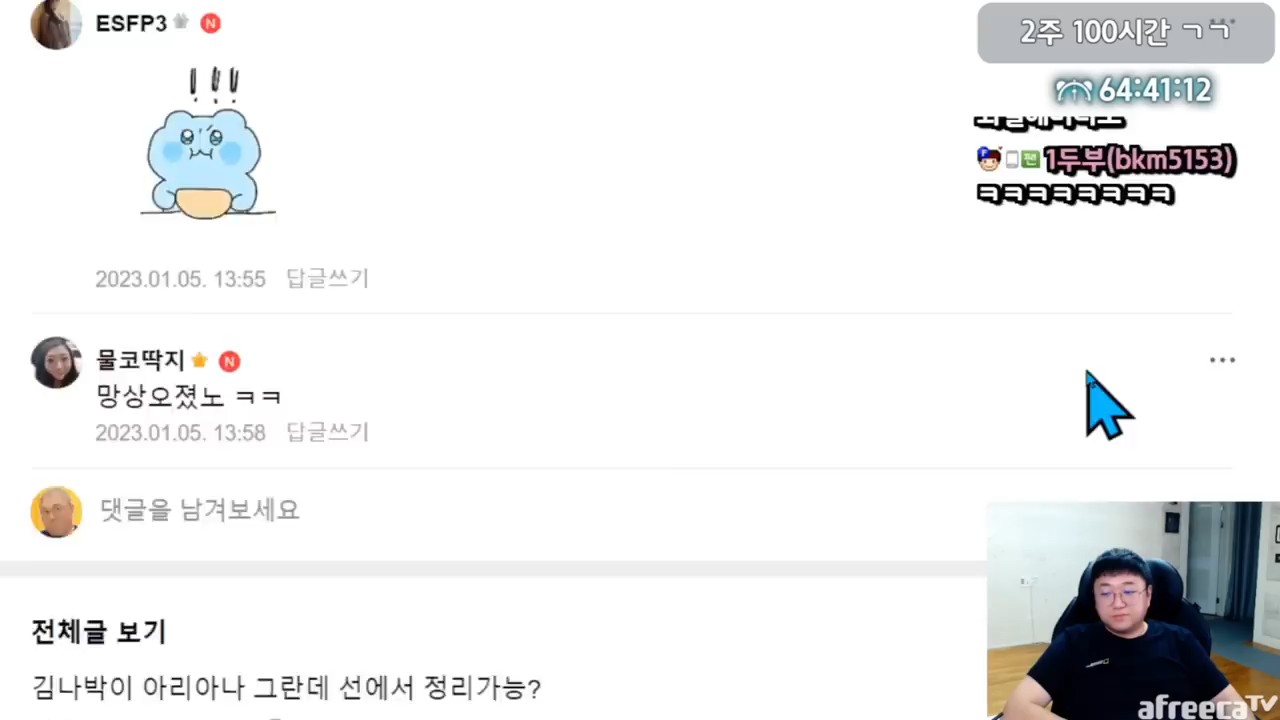 ESFP3 N
!!!
2023.01.05. 13:55 답글쓰기
물코딱지 N
망상오졌노 ㅋㅋ
2023.01.05. 13:58 답글쓰기
댓글을 남겨보세요
전체글 보기
김나박이 아리아나 그란데 선에서 정리가능?
2주 100시간 ㄱㄱ
64:41:12
1두부(bkm5153)
ㅋㅋㅋㅋㅋㅋㅋㅋ
afreecaTV